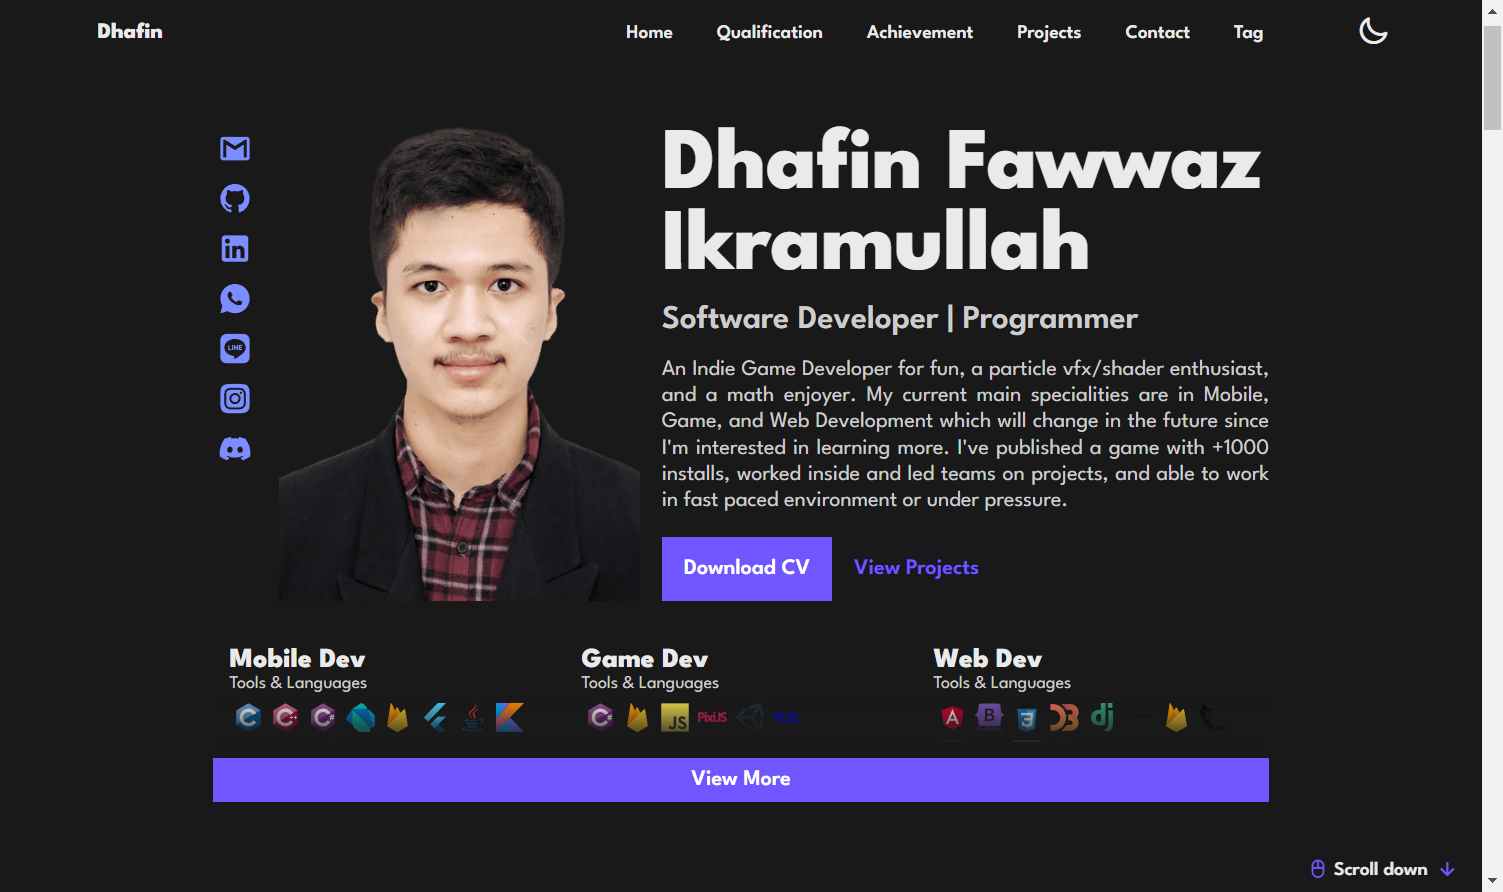 Dhafin
Home Qualification Achievement Projects Contact Tag
Dhafin Fawwaz
Ikramullah
Software Developer | Programmer
An Indie Game Developer for fun, a particle vfx/shader enthusiast,
and a math enjoyer. My current main specialities are in Mobile,
Game, and Web Development which will change in the future since
I'm interested in learning more. I've published a game with +1000
installs, worked inside and led teams on projects, and able to work
in fast paced environment or under pressure.
Download CV View Projects
LINE
Mobile Dev
Tools & Languages
Game Dev
Tools & Languages
JS PixiJS
Web Dev
Tools & Languages
A B 3 dj
View More
Scroll down